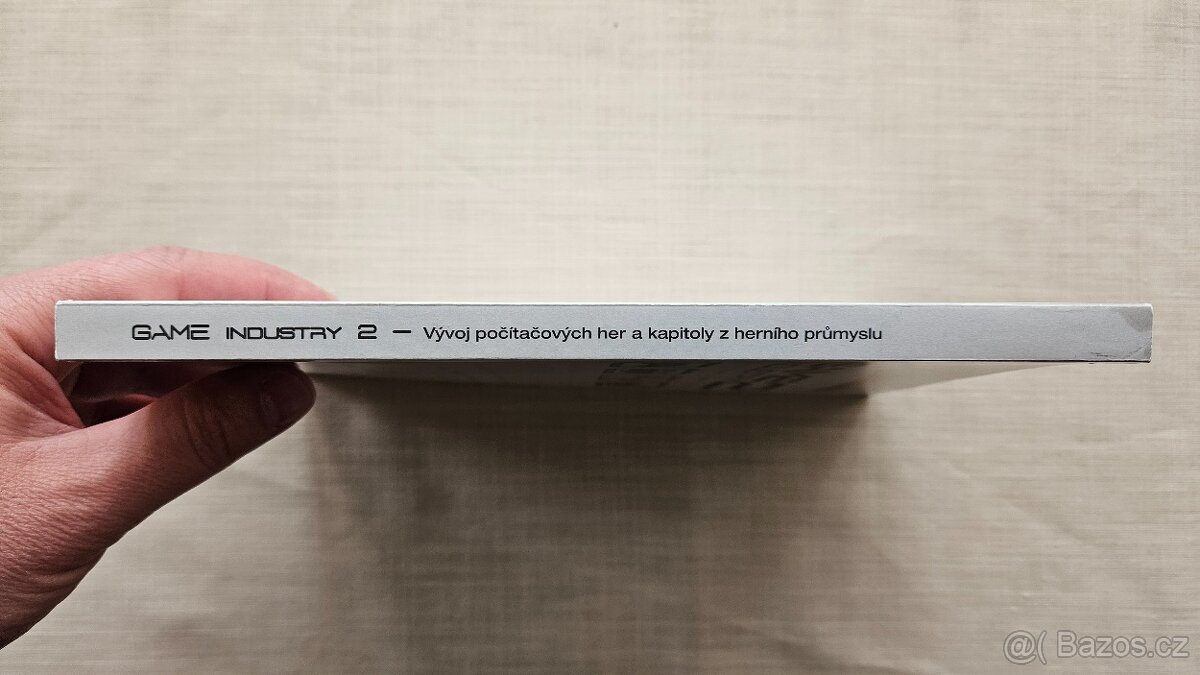 GAME INDUSTRY 2 — Vývoj počítačových her a kapitoly z herního průmyslu
@( Bazos.cz